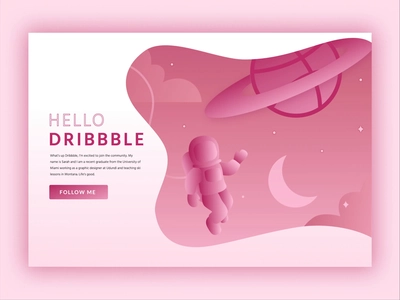 HELLO
DRIBBBLE
What's up Dribbble, I'm excited to join the community. My
name is Sarah and I am a recent graduate from the University of
Miami working as a graphic designer at and teaching ski
lessons in Montana. Life's good.
FOLLOW ME